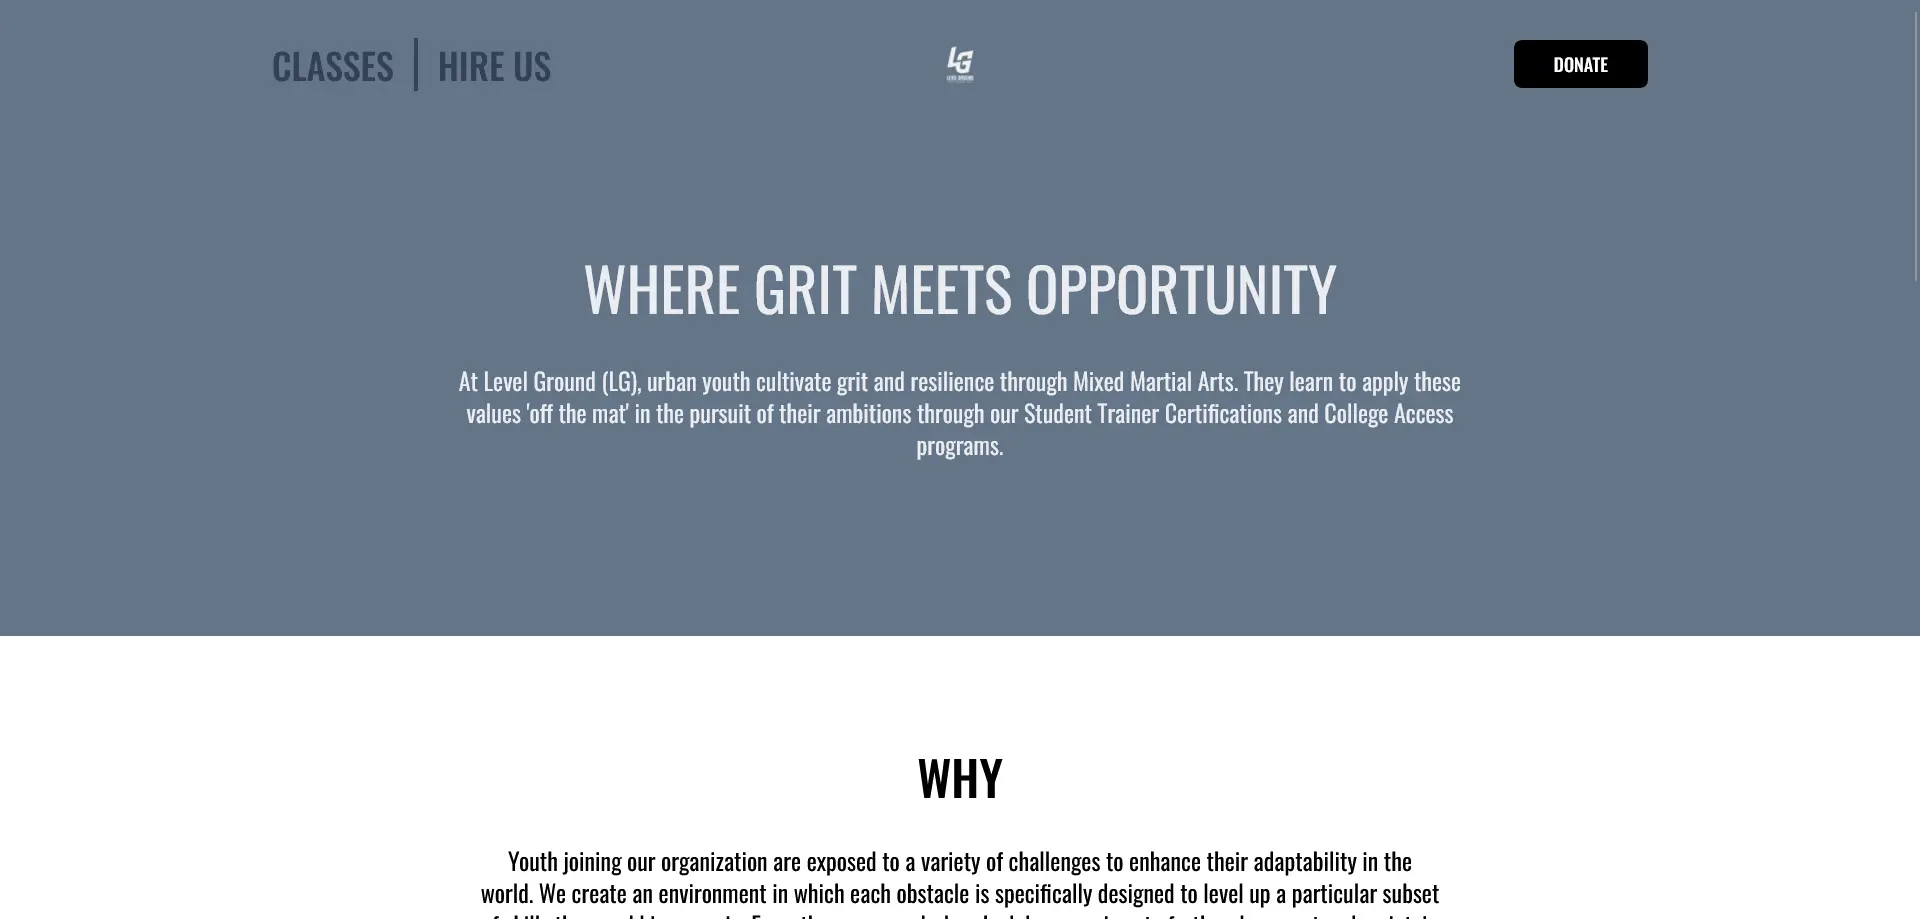 CLASSES | HIRE US
LG
LEVEL GROUND
DONATE
WHERE GRIT MEETS OPPORTUNITY
At Level Ground (LG), urban youth cultivate grit and resilience through Mixed Martial Arts. They learn to apply these
values 'off the mat' in the pursuit of their ambitions through our Student Trainer Certifications and College Access
programs.
WHY
Youth joining our organization are exposed to a variety of challenges to enhance their adaptability in the
world. We create an environment in which each obstacle is specifically designed to level up a particular subset